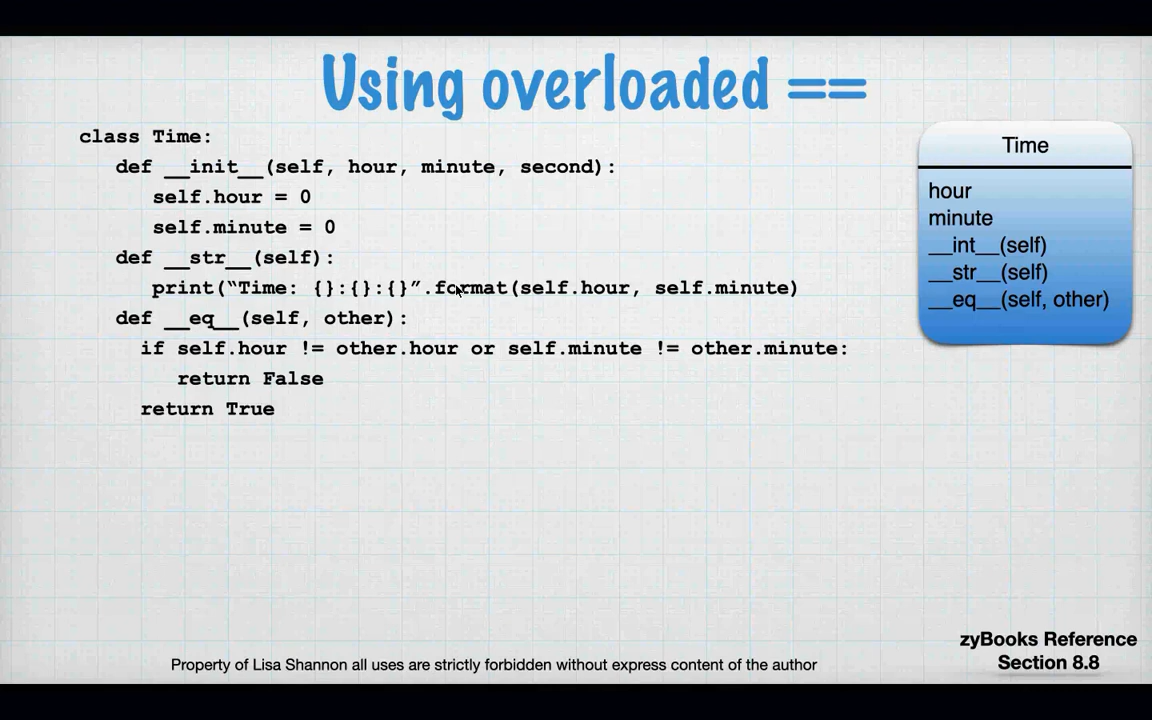 Using overloaded ==
class Time:
def __init__(self, hour, minute, second):
self.hour = 0
self.minute = 0
def __str__(self):
print(“Time: {}:{}:{}”.format(self.hour, self.minute)
def __eq__(self, other):
if self.hour != other.hour or self.minute != other.minute:
return False
return True
Time
hour
minute
__int__(self)
__str__(self)
__eq__(self, other)
zyBooks Reference
Section 8.8
Property of Lisa Shannon all uses are strictly forbidden without express content of the author